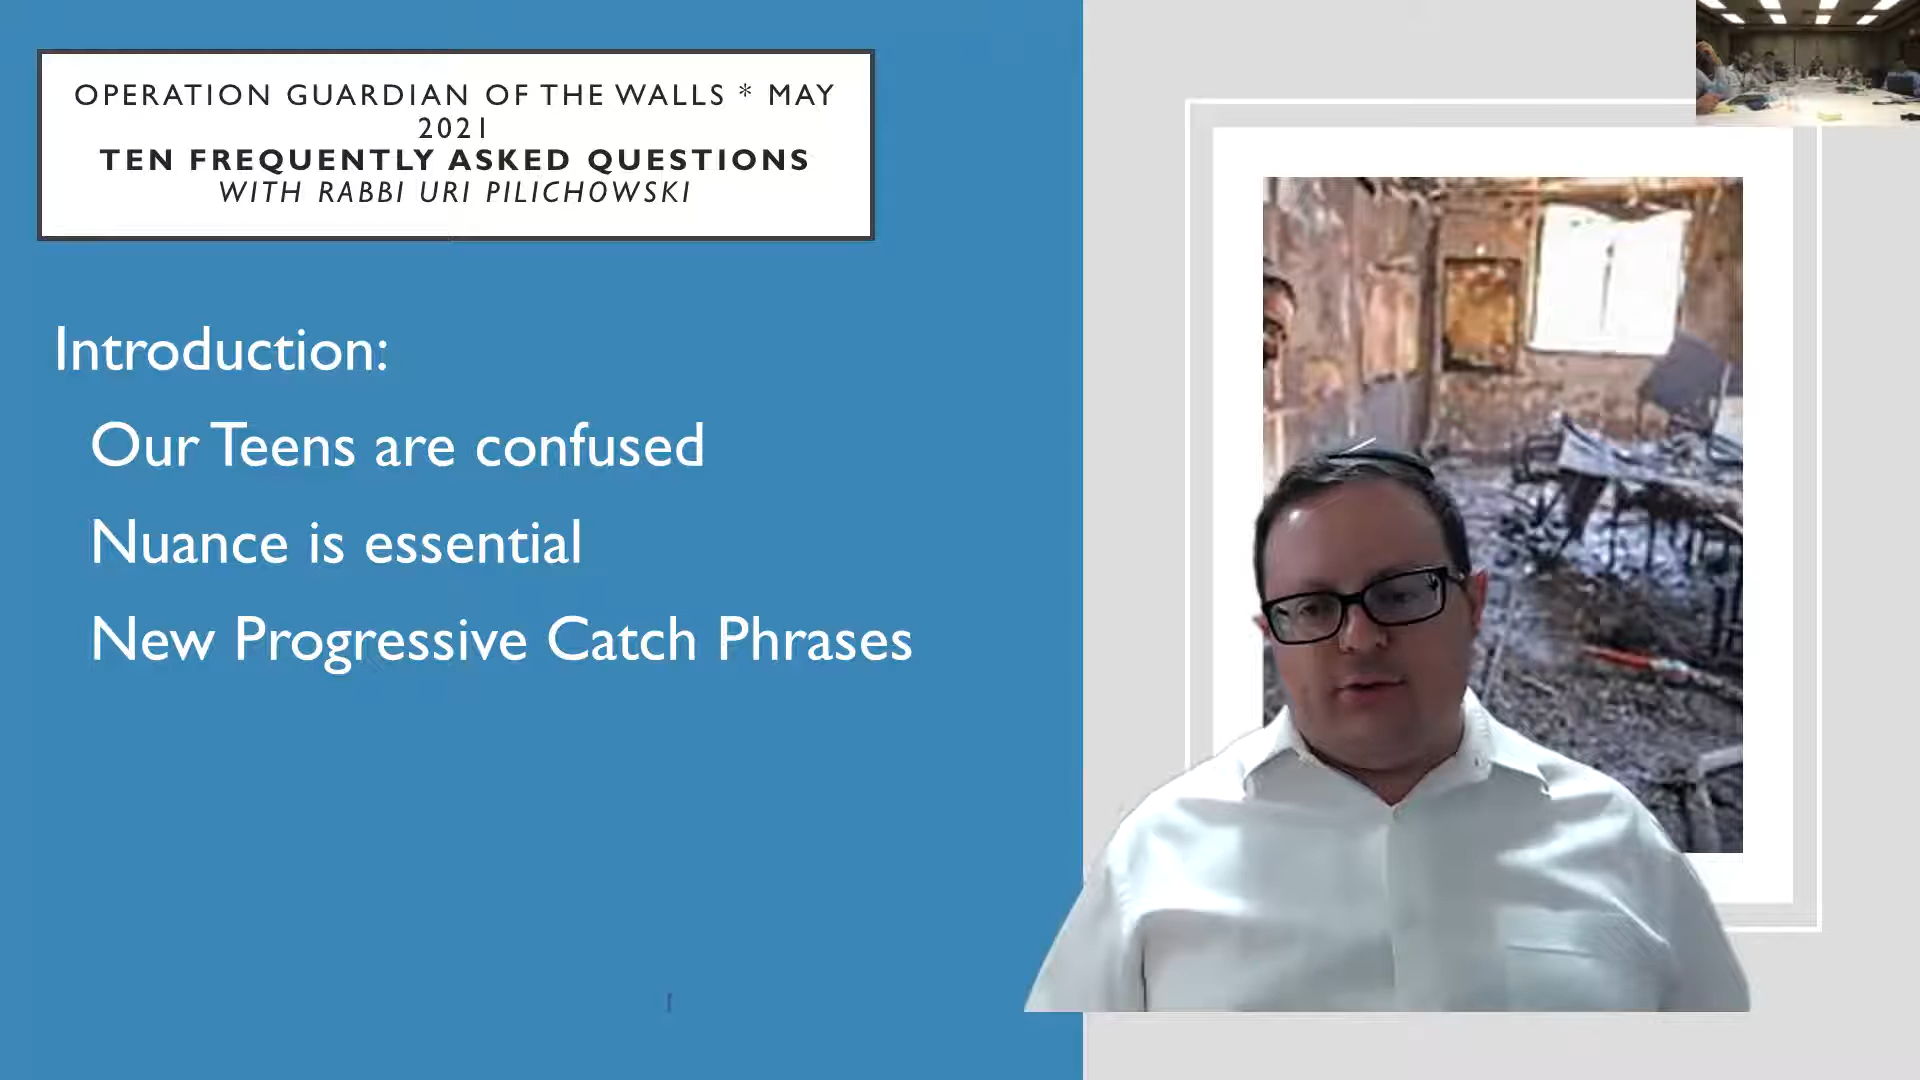 OPERATION GUARDIAN OF THE WALLS * MAY
2021
TEN FREQUENTLY ASKED QUESTIONS
WITH RABBI URI PILICHOWSKI
Introduction:
Our Teens are confused
Nuance is essential
New Progressive Catch Phrases